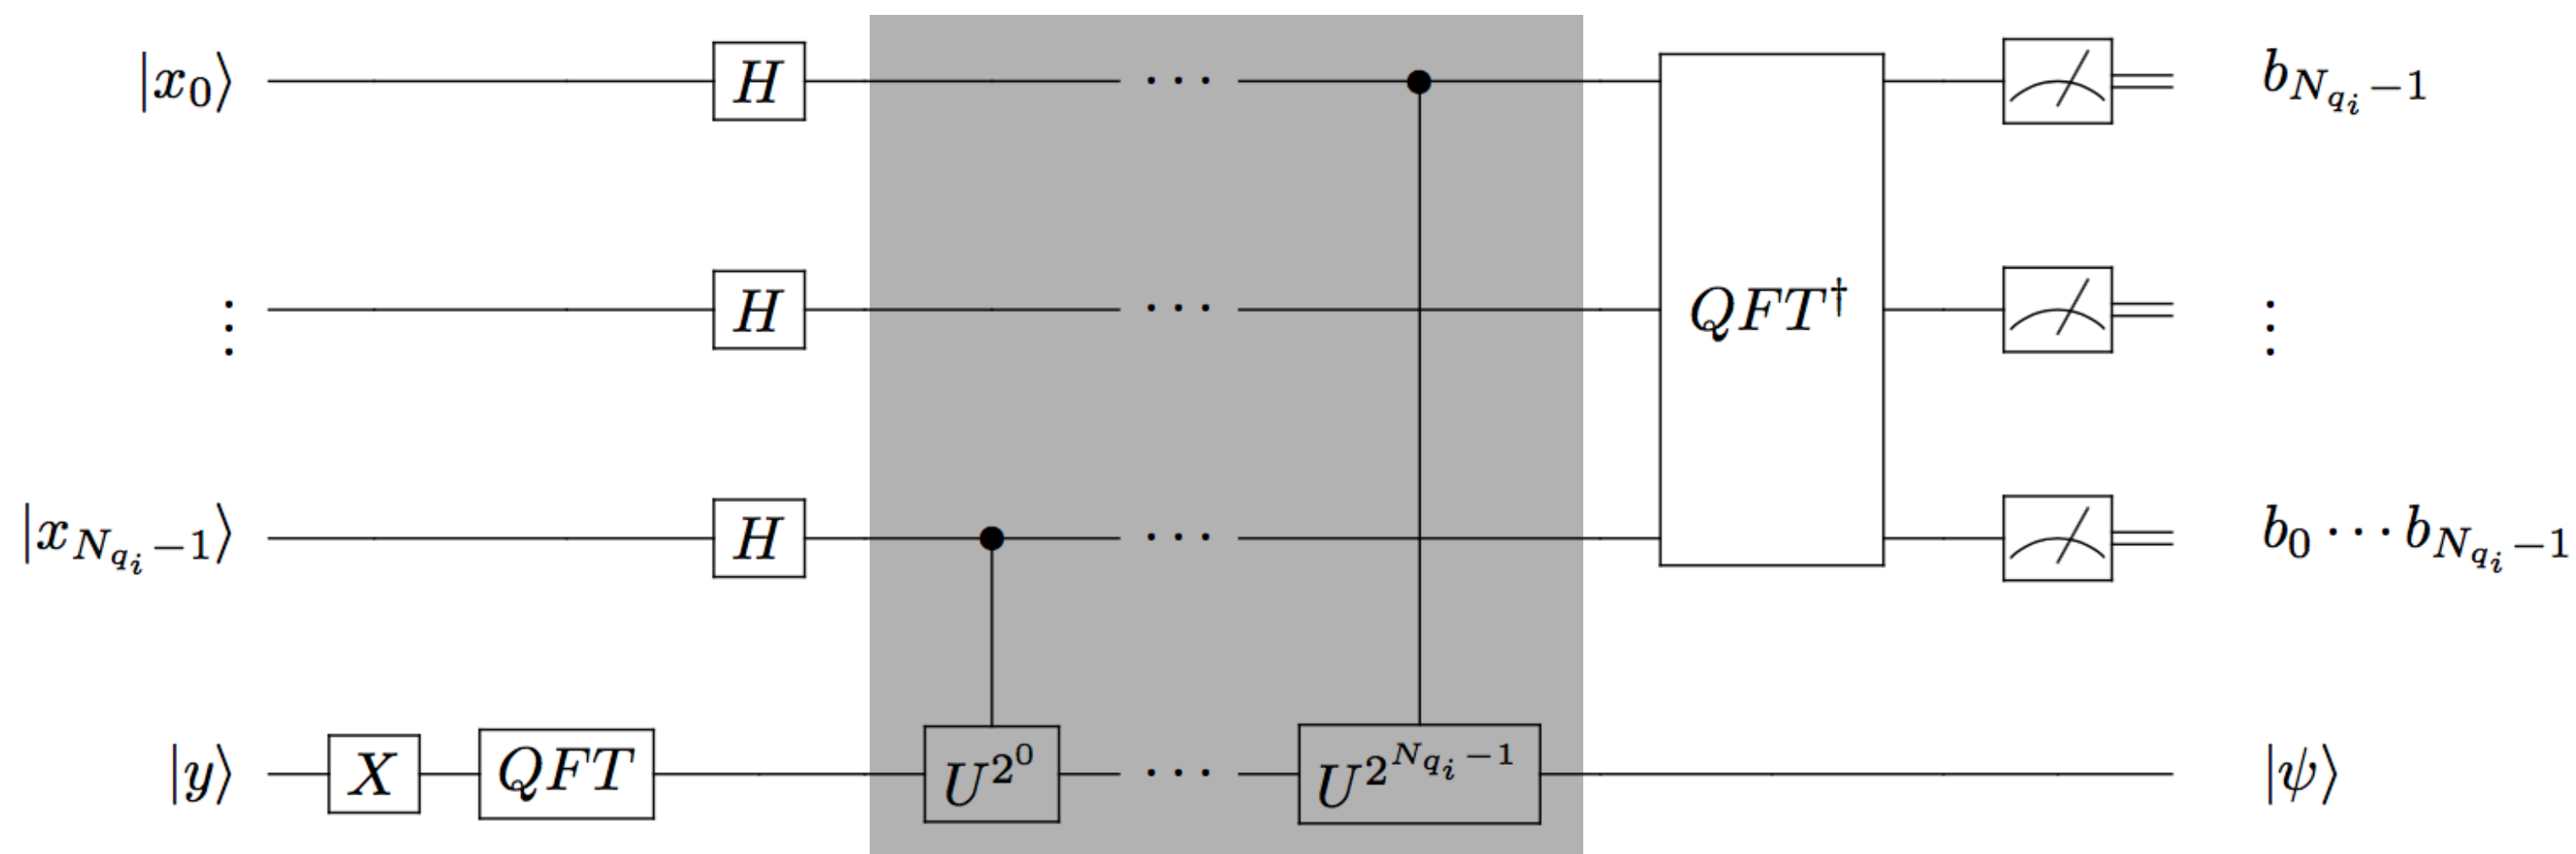 |x₀⟩ H ··· b_{N_{q_i}−1}
⋮ H ··· QFT† ⋮
|x_{N_{q_i}−1}⟩ H ··· b₀ ··· b_{N_{q_i}−1}
|y⟩ X QFT U^{2^0} ··· U^{2^{N_{q_i}−1}} |ψ⟩